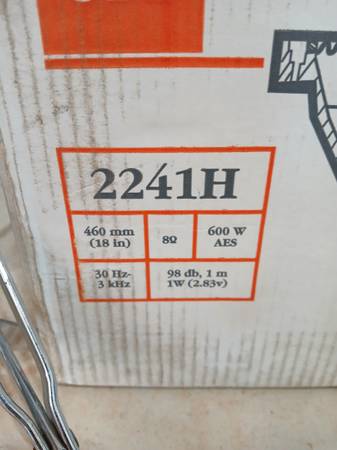 2241H
460 mm
(18 in)
8Ω
600 W
AES
30 Hz-
3 kHz
98 db, 1 m
1W (2.83v)